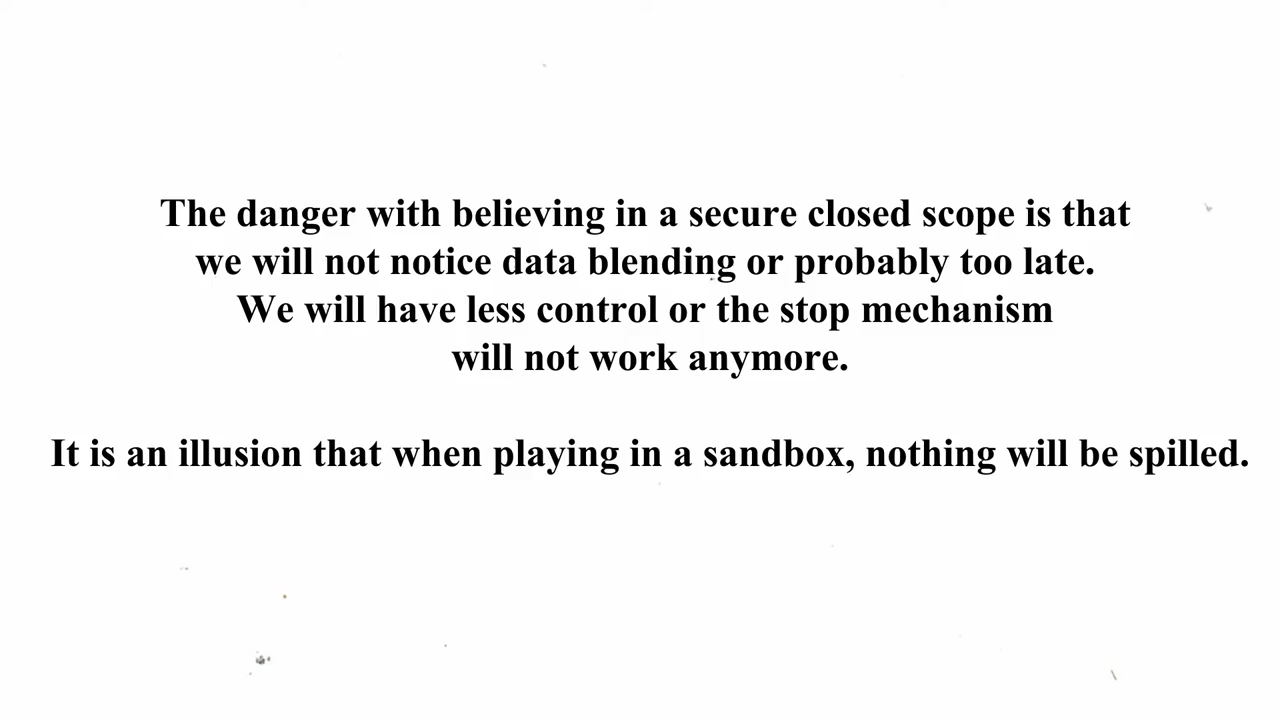 The danger with believing in a secure closed scope is that
we will not notice data blending or probably too late.
We will have less control or the stop mechanism
will not work anymore.
It is an illusion that when playing in a sandbox, nothing will be spilled.